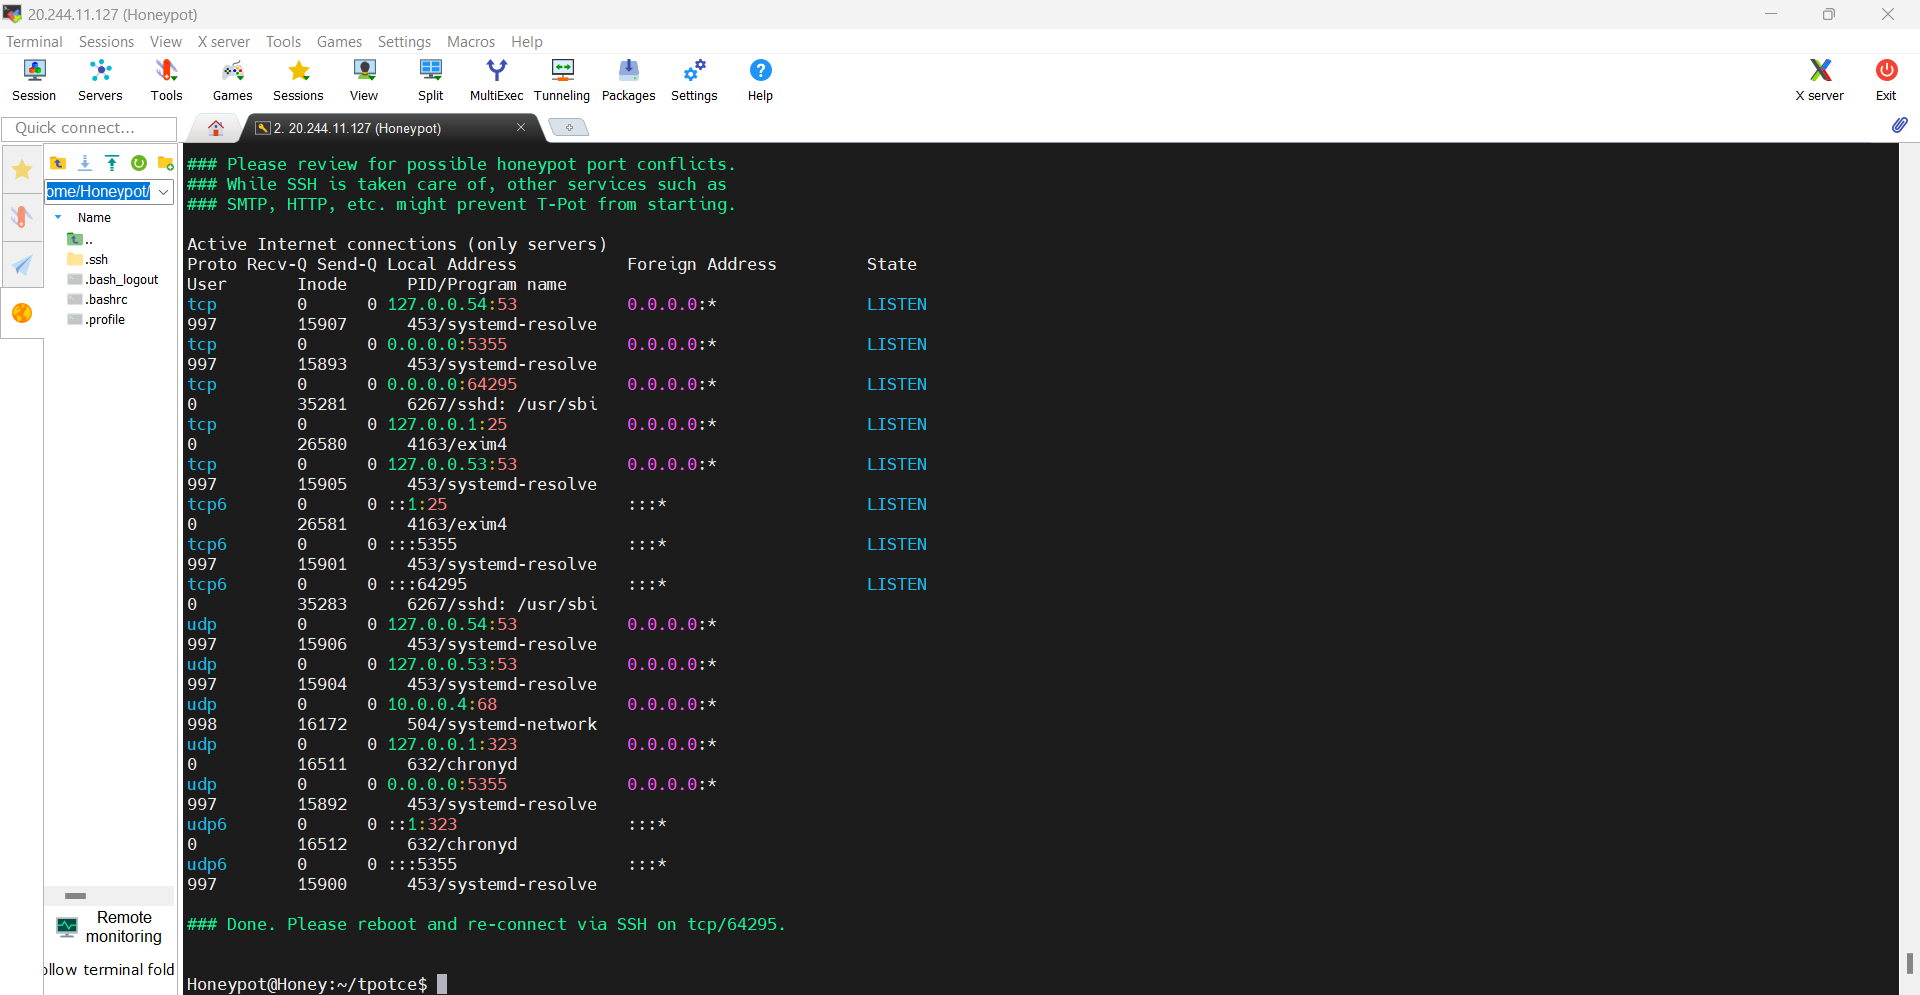 20.244.11.127 (Honeypot)
Terminal Sessions View X server Tools Games Settings Macros Help
Session Servers Tools Games Sessions View Split MultiExec Tunneling Packages Settings Help X server Exit
Quick connect... 2. 20.244.11.127 (Honeypot)
ome/Honeypot/
Name
..
.ssh
.bash_logout
.bashrc
.profile
Remote
monitoring
ollow terminal fold
### Please review for possible honeypot port conflicts.
### While SSH is taken care of, other services such as
### SMTP, HTTP, etc. might prevent T-Pot from starting.
Active Internet connections (only servers)
Proto Recv-Q Send-Q Local Address Foreign Address State
User Inode PID/Program name
tcp 0 0 127.0.0.54:53 0.0.0.0:* LISTEN
997 15907 453/systemd-resolve
tcp 0 0 0.0.0.0:5355 0.0.0.0:* LISTEN
997 15893 453/systemd-resolve
tcp 0 0 0.0.0.0:64295 0.0.0.0:* LISTEN
0 35281 6267/sshd: /usr/sbi
tcp 0 0 127.0.0.1:25 0.0.0.0:* LISTEN
0 26580 4163/exim4
tcp 0 0 127.0.0.53:53 0.0.0.0:* LISTEN
997 15905 453/systemd-resolve
tcp6 0 0 ::1:25 :::* LISTEN
0 26581 4163/exim4
tcp6 0 0 :::5355 :::* LISTEN
997 15901 453/systemd-resolve
tcp6 0 0 :::64295 :::* LISTEN
0 35283 6267/sshd: /usr/sbi
udp 0 0 127.0.0.54:53 0.0.0.0:*
997 15906 453/systemd-resolve
udp 0 0 127.0.0.53:53 0.0.0.0:*
997 15904 453/systemd-resolve
udp 0 0 10.0.0.4:68 0.0.0.0:*
998 16172 504/systemd-network
udp 0 0 127.0.0.1:323 0.0.0.0:*
0 16511 632/chronyd
udp 0 0 0.0.0.0:5355 0.0.0.0:*
997 15892 453/systemd-resolve
udp6 0 0 ::1:323 :::*
0 16512 632/chronyd
udp6 0 0 :::5355 :::*
997 15900 453/systemd-resolve
### Done. Please reboot and re-connect via SSH on tcp/64295.
Honeypot@Honey:~/tpotce$